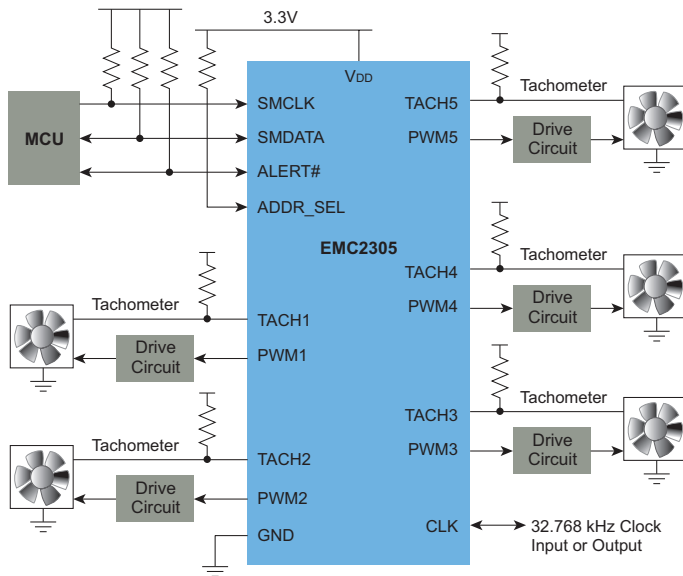 3.3V
VDD
MCU
SMCLK
SMDATA
ALERT#
ADDR_SEL
EMC2305
TACH5
Tachometer
PWM5
Drive
Circuit
TACH4
Tachometer
PWM4
Drive
Circuit
Tachometer
TACH1
Drive
Circuit
PWM1
TACH3
Tachometer
PWM3
Drive
Circuit
Tachometer
TACH2
Drive
Circuit
PWM2
GND
CLK
32.768 kHz Clock
Input or Output